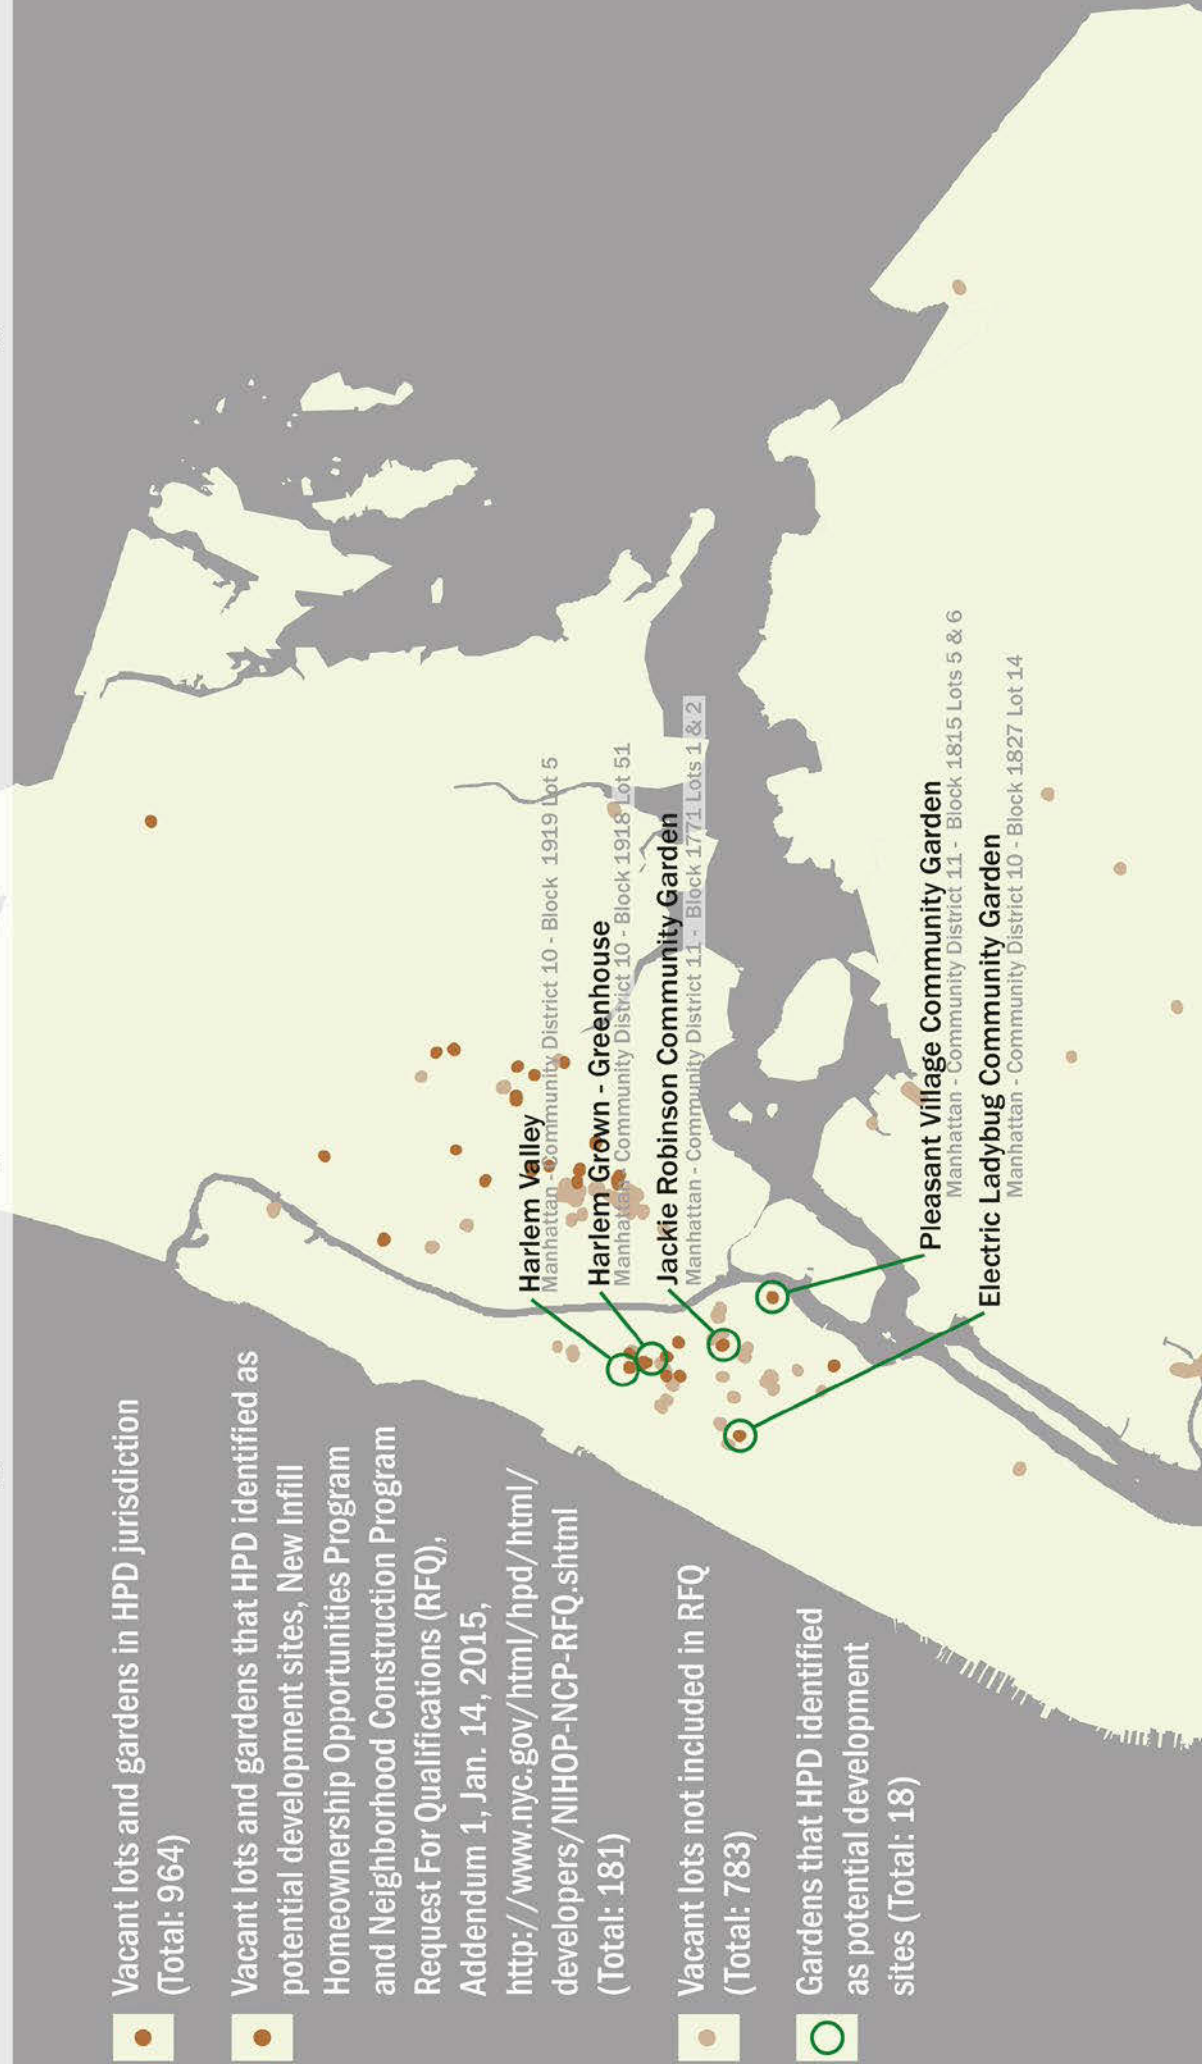 Vacant lots and gardens in HPD jurisdiction
(Total: 964)
Vacant lots and gardens that HPD identified as
potential development sites, New Infill
Homeownership Opportunities Program
and Neighborhood Construction Program
Request For Qualifications (RFQ),
Addendum 1, Jan. 14, 2015,
http://www.nyc.gov/html/hpd/html/
developers/NIHOP-NCP-RFQ.shtml
(Total: 181)
Vacant lots not included in RFQ
(Total: 783)
Gardens that HPD identified
as potential development
sites (Total: 18)
Harlem Valley
Manhattan - Community District 10 - Block 1919 Lot 5
Harlem Grown - Greenhouse
Manhattan - Community District 10 - Block 1918 Lot 51
Jackie Robinson Community Garden
Manhattan - Community District 11 - Block 1771 Lots 1 & 2
Pleasant Village Community Garden
Manhattan - Community District 11 - Block 1815 Lots 5 & 6
Electric Ladybug Community Garden
Manhattan - Community District 10 - Block 1827 Lot 14